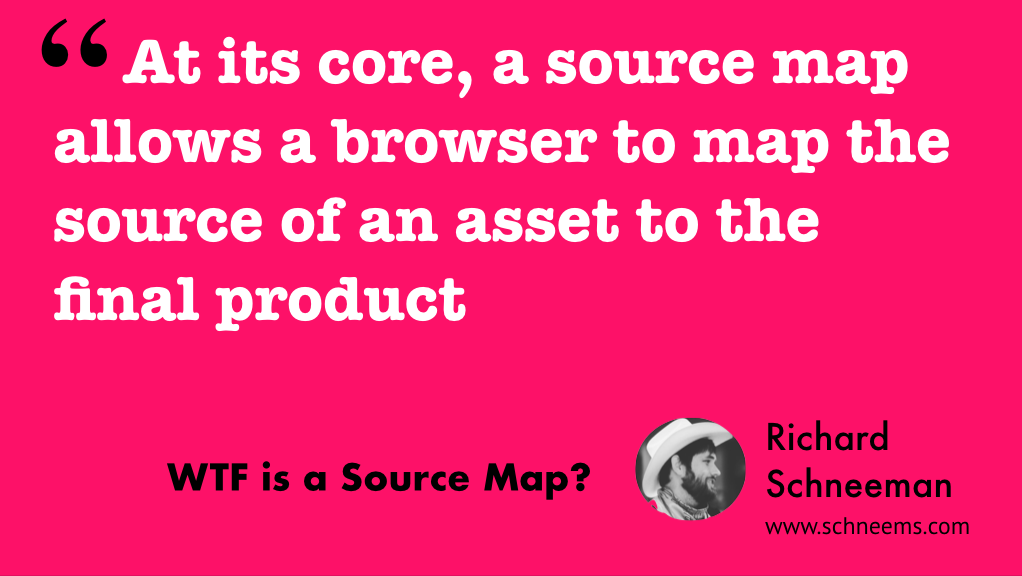 “ At its core, a source map
allows a browser to map the
source of an asset to the
final product
WTF is a Source Map?
Richard
Schneeman
www.schneems.com